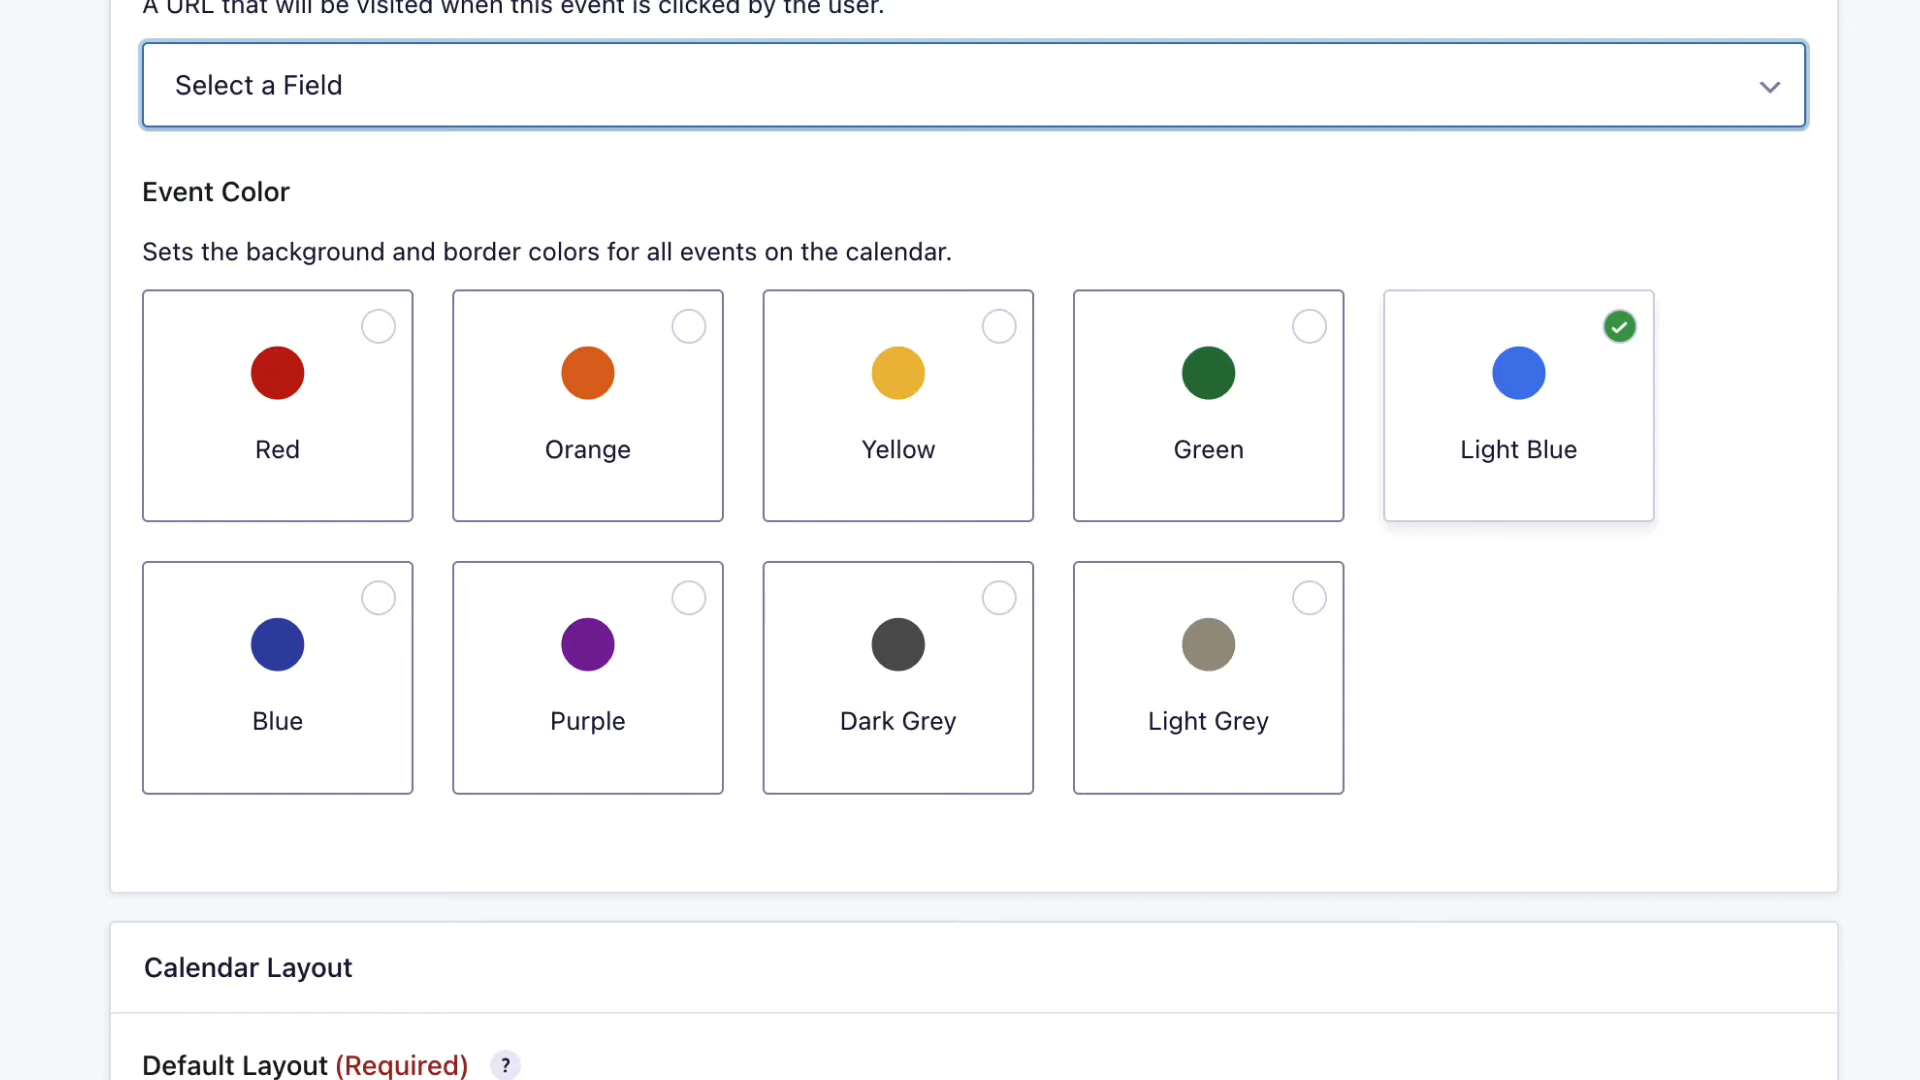 A URL that will be visited when this event is clicked by the user.
Select a Field
Event Color
Sets the background and border colors for all events on the calendar.
Red
Orange
Yellow
Green
Light Blue
Blue
Purple
Dark Grey
Light Grey
Calendar Layout
Default Layout (Required) ?